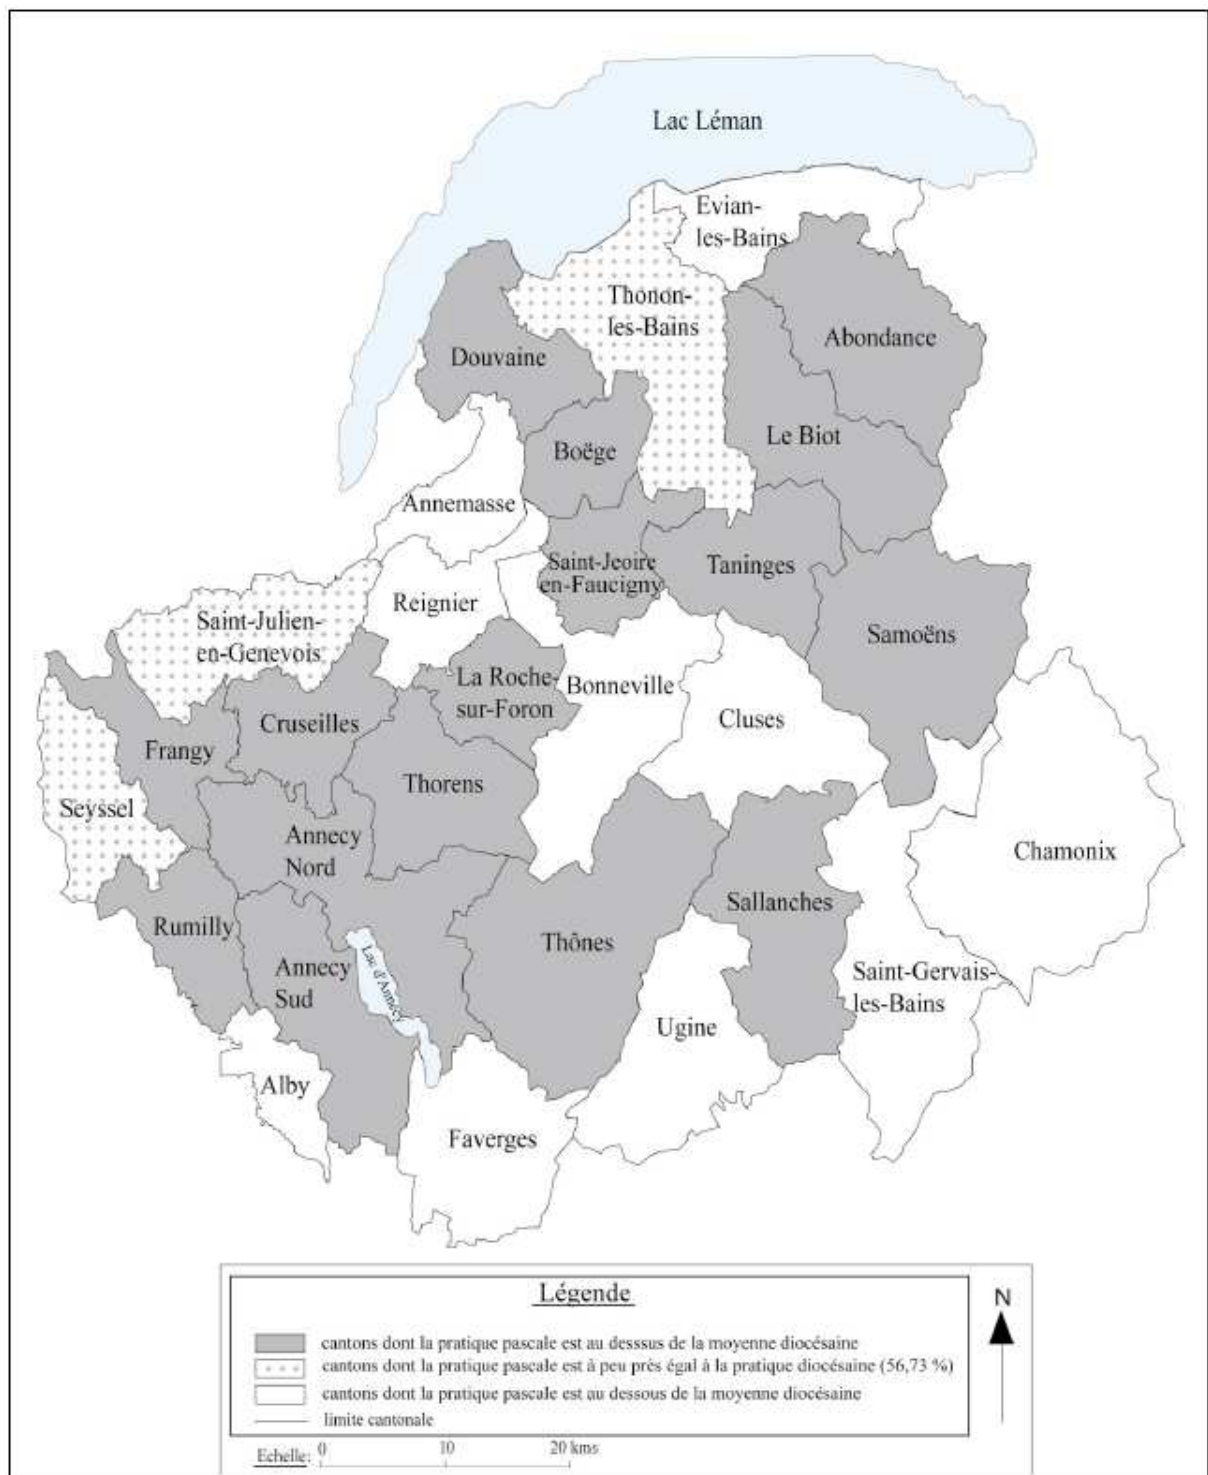 Lac Léman
Evian-
les-Bains
Thonon-
les-Bains
Abondance
Douvaine
Le Biot
Boëge
Annemasse
Saint-Jeoire
en-Faucigny
Taninges
Reignier
Saint-Julien-
en-Genevois
Samoëns
La Roche-
sur-Foron
Bonneville
Cluses
Cruseilles
Frangy
Thorens
Seyssel
Annecy
Nord
Chamonix
Sallanches
Rumilly
Thônes
Annecy
Sud
Lac d'Annecy
Saint-Gervais-
les-Bains
Ugine
Alby
Faverges
Légende
N
cantons dont la pratique pascale est au desssus de la moyenne diocésaine
cantons dont la pratique pascale est à peu près égal à la pratique diocésaine (56,73 %)
cantons dont la pratique pascale est au dessous de la moyenne diocésaine
limite cantonale
Echelle: 0 10 20 kms